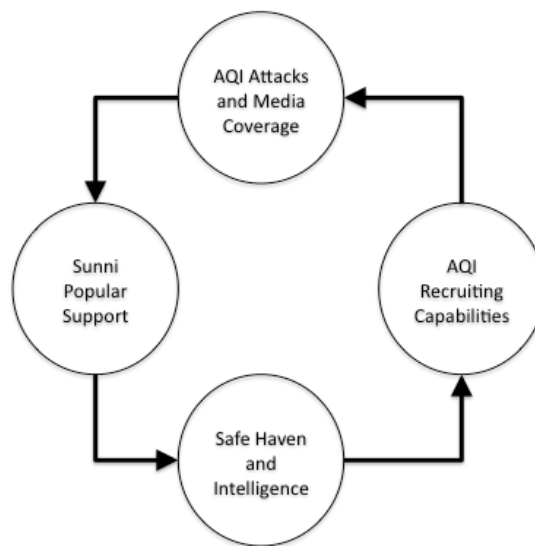 AQI Attacks
and Media
Coverage
Sunni
Popular
Support
AQI
Recruiting
Capabilities
Safe Haven
and
Intelligence